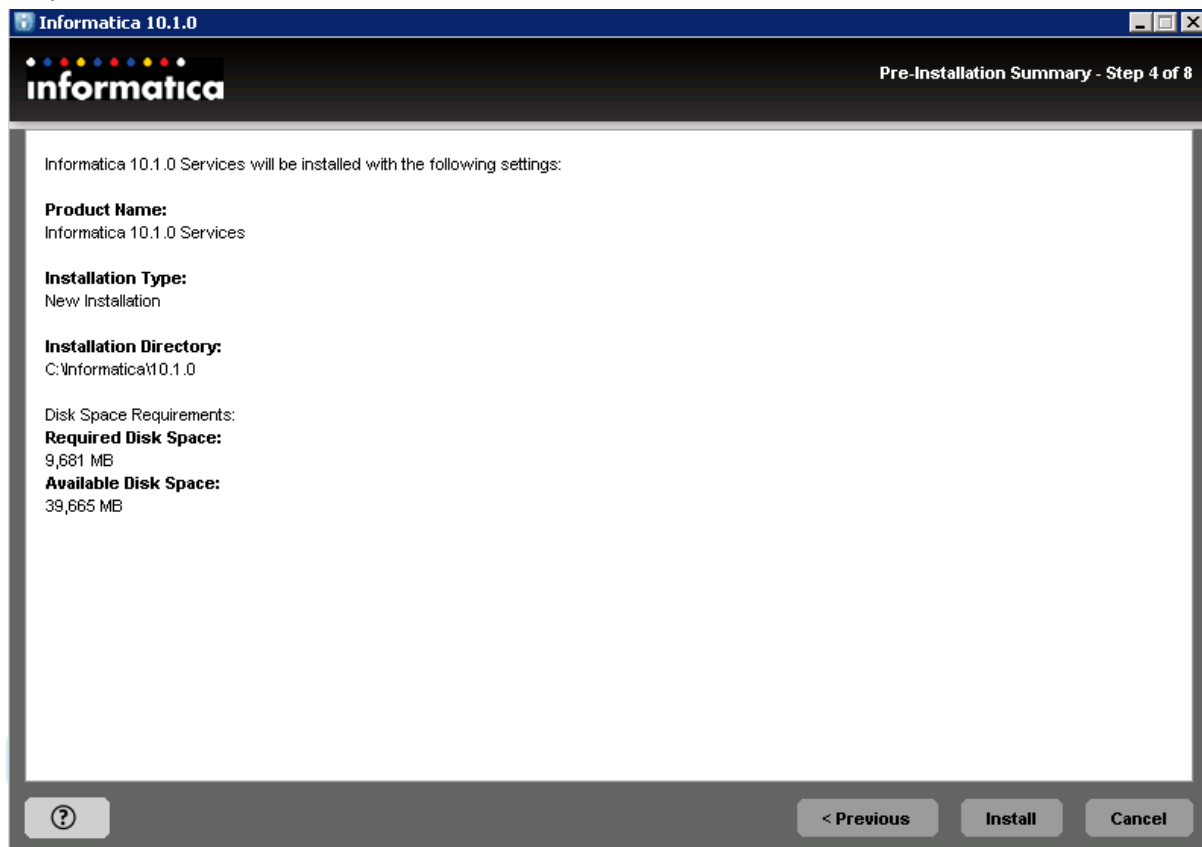 Informatica 10.1.0
informatica
Pre-Installation Summary - Step 4 of 8
Informatica 10.1.0 Services will be installed with the following settings:
Product Name:
Informatica 10.1.0 Services
Installation Type:
New Installation
Installation Directory:
C:\Informatica\10.1.0
Disk Space Requirements:
Required Disk Space:
9,681 MB
Available Disk Space:
39,665 MB
?
< Previous
Install
Cancel